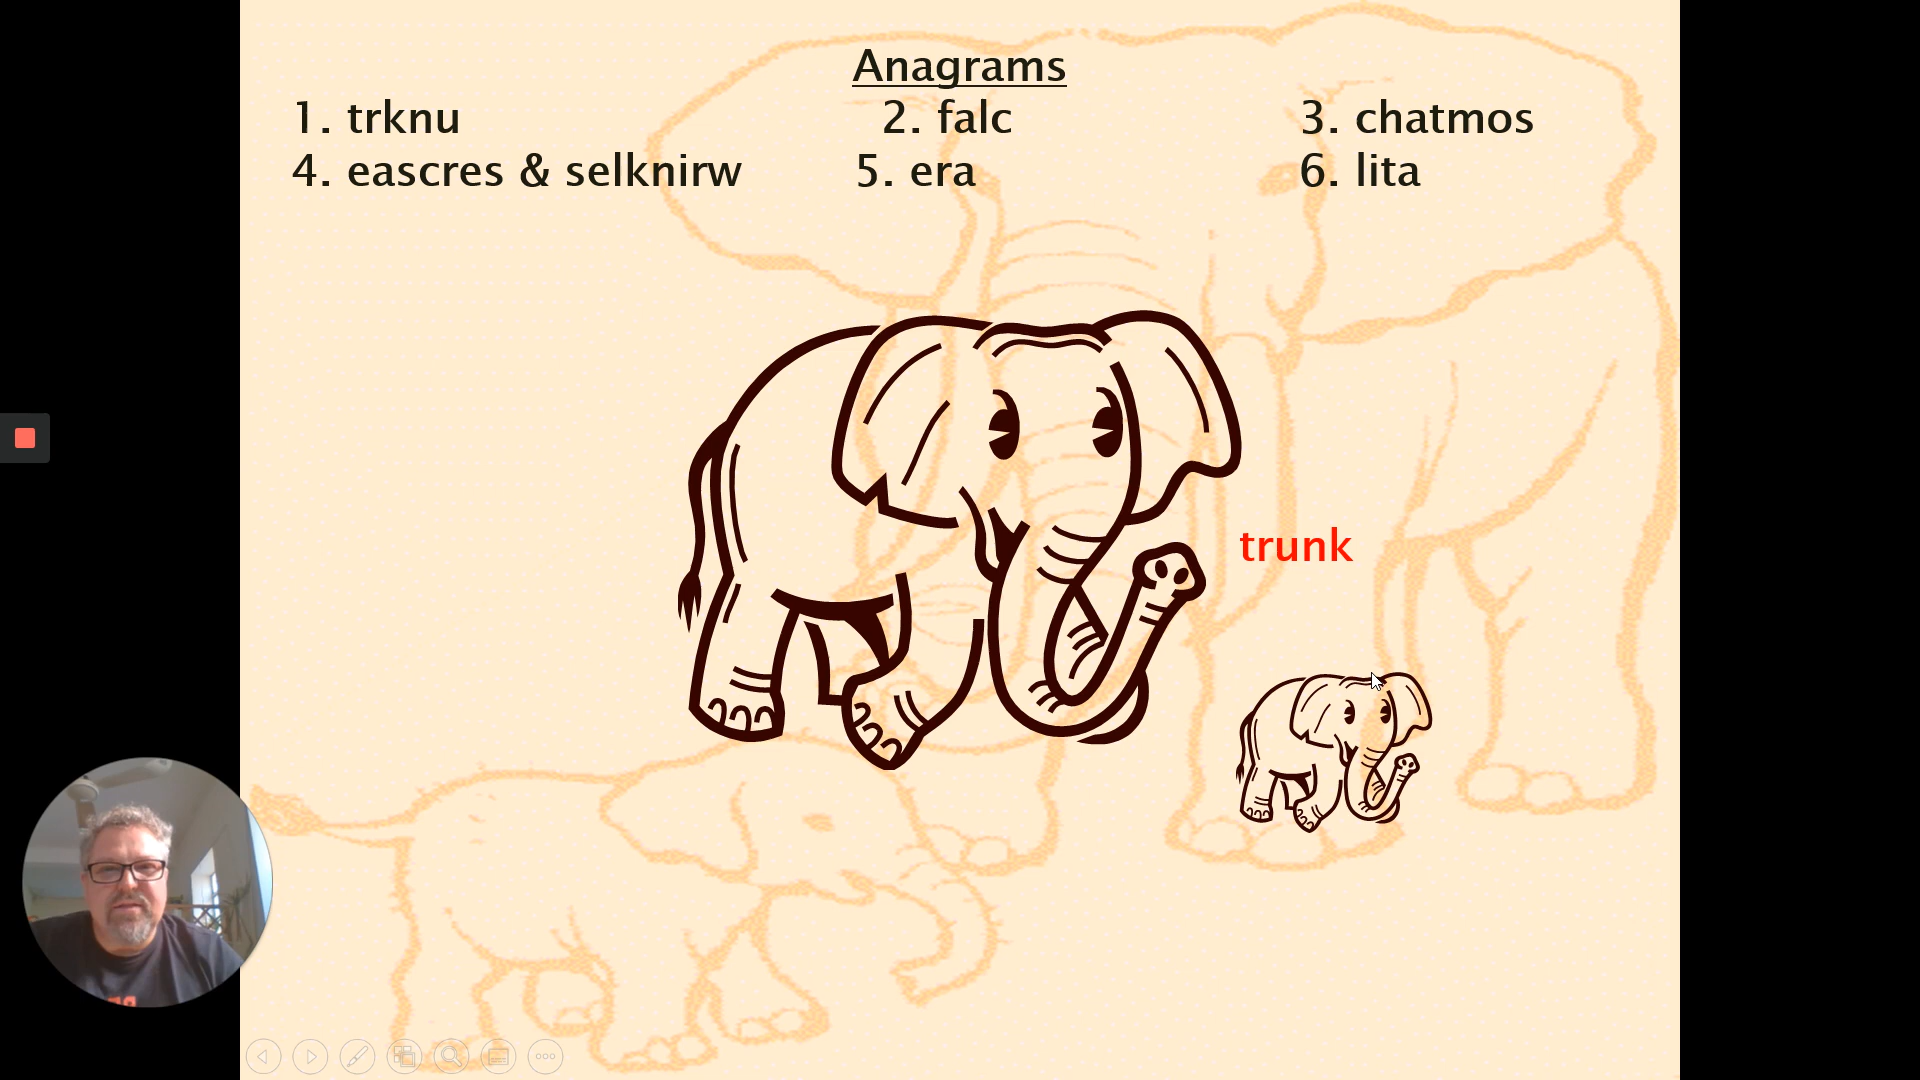 Anagrams
1. trknu 2. falc 3. chatmos
4. eascres & selknirw 5. era 6. lita
trunk